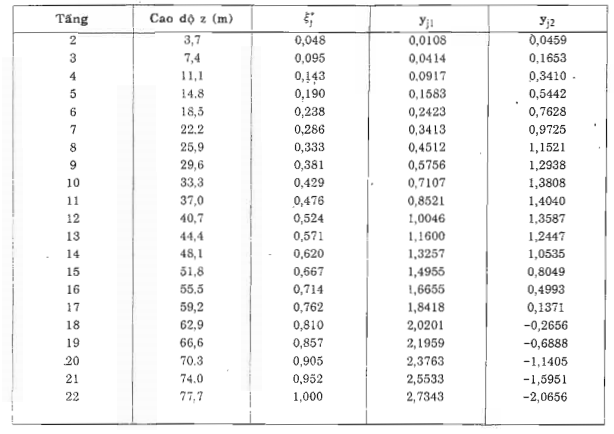 Tầng Cao độ z (m) ξ*j yj1 yj2
2 3,7 0,048 0,0108 0,0459
3 7,4 0,095 0,0414 0,1653
4 11,1 0,143 0,0917 0,3410
5 14.8 0,190 0,1583 0,5442
6 18,5 0,238 0,2423 0,7628
7 22.2 0,286 0,3413 0,9725
8 25,9 0,333 0,4512 1,1521
9 29,6 0,381 0,5756 1,2938
10 33,3 0,429 0,7107 1,3808
11 37,0 0,476 0,8521 1,4040
12 40,7 0,524 1,0046 1,3587
13 44,4 0,571 1,1600 1,2447
14 48,1 0,620 1,3257 1,0535
15 51,8 0,667 1,4955 0,8049
16 55.5 0,714 1,6655 0,4993
17 59,2 0,762 1,8418 0,1371
18 62,9 0,810 2,0201 -0,2656
19 66,6 0,857 2,1959 -0,6888
20 70.3 0,905 2,3763 -1,1405
21 74.0 0,952 2,5533 -1,5951
22 77,7 1,000 2,7343 -2,0656